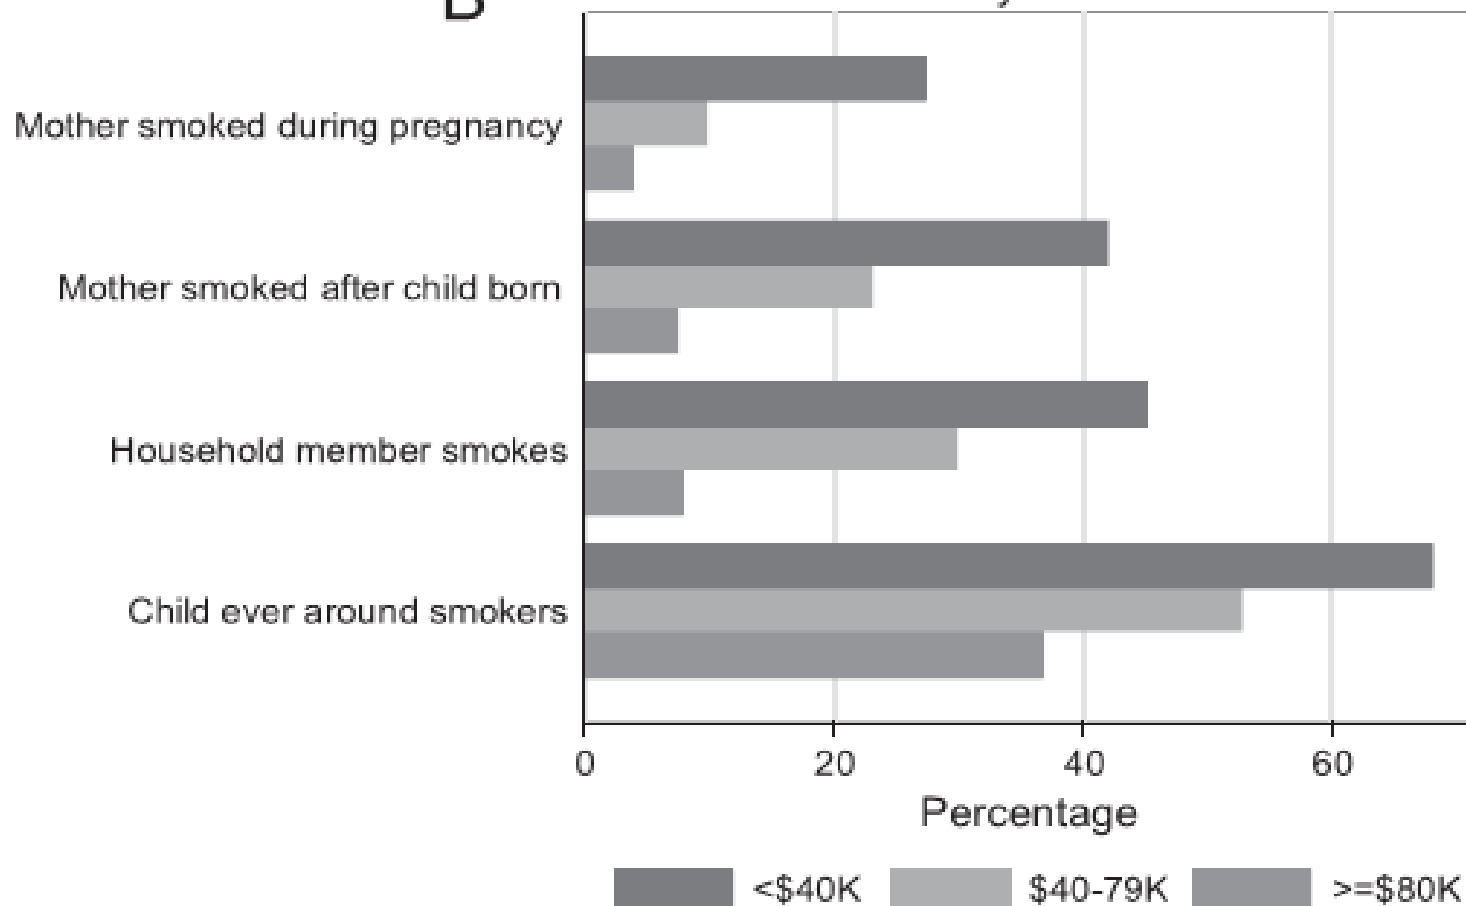 B
Mother smoked during pregnancy
Mother smoked after child born
Household member smokes
Child ever around smokers
0 20 40 60
Percentage
<$40K $40-79K >=$80K